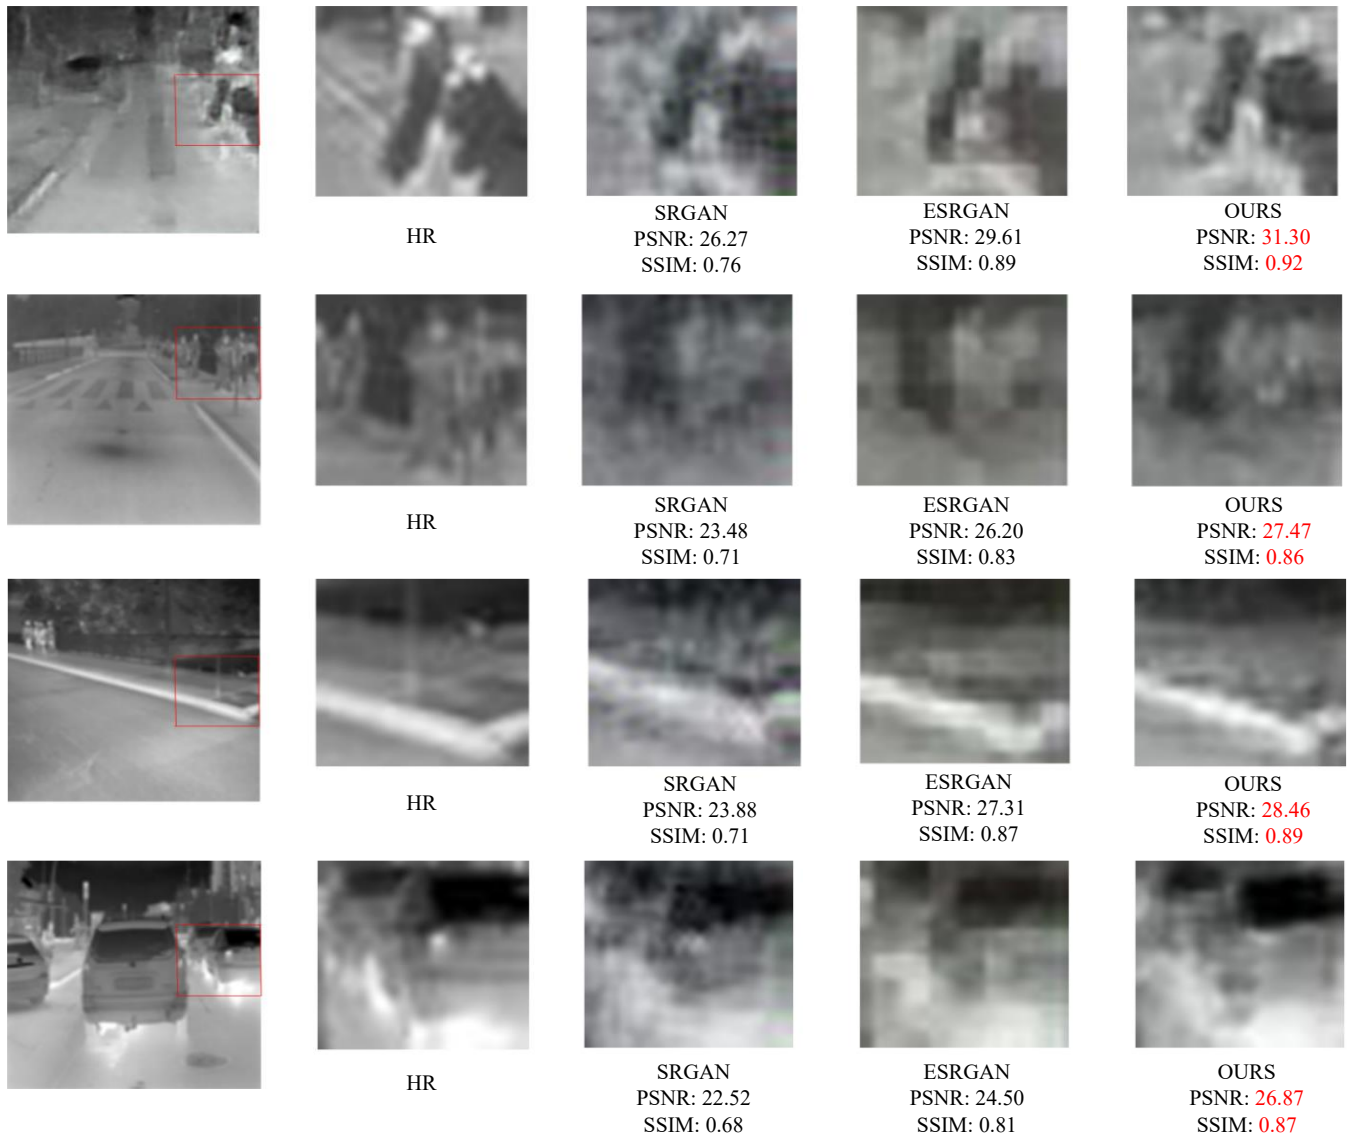 HR
SRGAN
PSNR: 26.27
SSIM: 0.76
ESRGAN
PSNR: 29.61
SSIM: 0.89
OURS
PSNR: 31.30
SSIM: 0.92
HR
SRGAN
PSNR: 23.48
SSIM: 0.71
ESRGAN
PSNR: 26.20
SSIM: 0.83
OURS
PSNR: 27.47
SSIM: 0.86
HR
SRGAN
PSNR: 23.88
SSIM: 0.71
ESRGAN
PSNR: 27.31
SSIM: 0.87
OURS
PSNR: 28.46
SSIM: 0.89
HR
SRGAN
PSNR: 22.52
SSIM: 0.68
ESRGAN
PSNR: 24.50
SSIM: 0.81
OURS
PSNR: 26.87
SSIM: 0.87